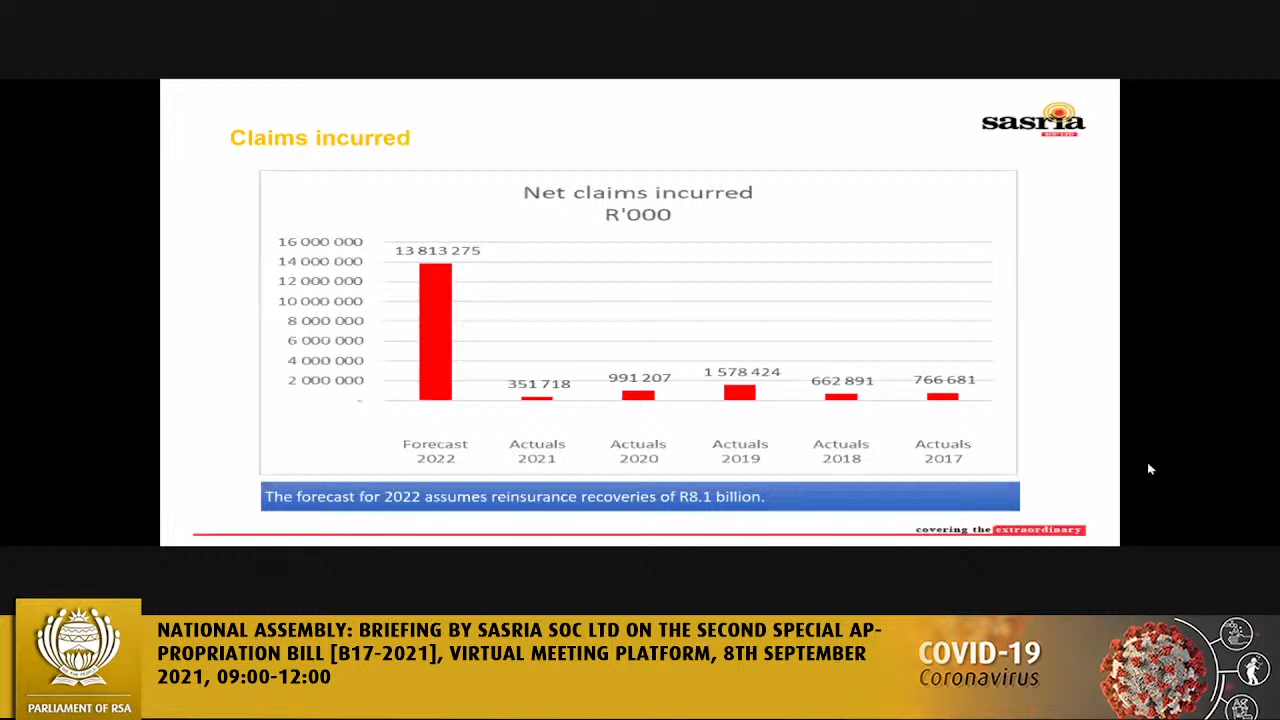 Claims incurred
sasria
SOC LTD
Net claims incurred
R'000
16 000 000
14 000 000
12 000 000
10 000 000
8 000 000
6 000 000
4 000 000
2 000 000
-
13 813 275
351 718
991 207
1 578 424
662 891
766 681
Forecast 2022
Actuals 2021
Actuals 2020
Actuals 2019
Actuals 2018
Actuals 2017
The forecast for 2022 assumes reinsurance recoveries of R8.1 billion.
covering the extraordinary
NATIONAL ASSEMBLY: BRIEFING BY SASRIA SOC LTD ON THE SECOND SPECIAL AP-
PROPRIATION BILL [B17-2021], VIRTUAL MEETING PLATFORM, 8TH SEPTEMBER
2021, 09:00-12:00
PARLIAMENT OF RSA
COVID-19
Coronavirus